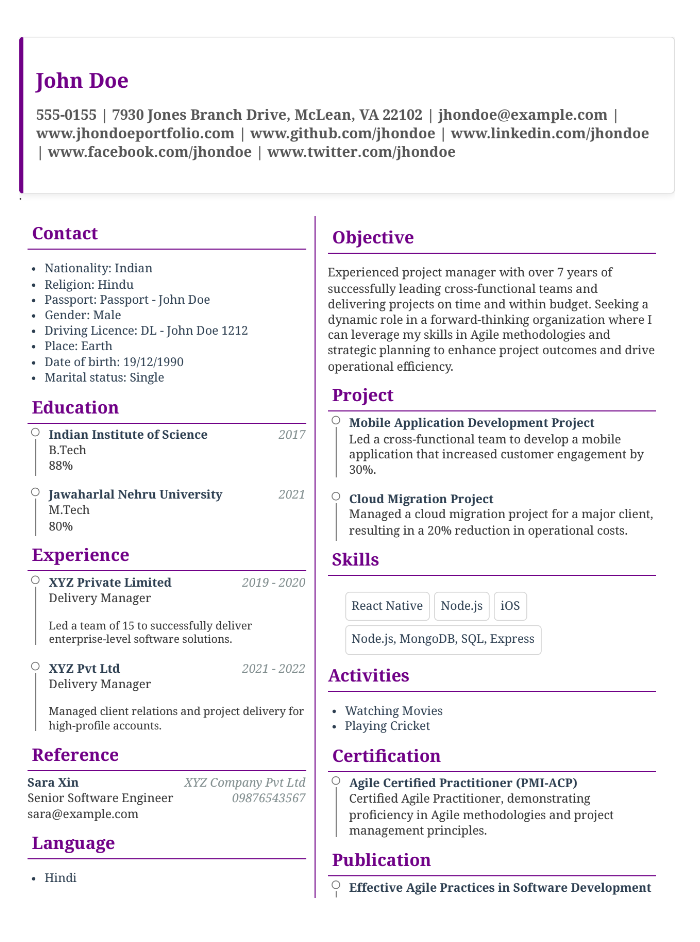 John Doe
555-0155 | 7930 Jones Branch Drive, McLean, VA 22102 | jhondoe@example.com |
www.jhondoeportfolio.com | www.github.com/jhondoe | www.linkedin.com/jhondoe
| www.facebook.com/jhondoe | www.twitter.com/jhondoe
.
Contact
• Nationality: Indian
• Religion: Hindu
• Passport: Passport - John Doe
• Gender: Male
• Driving Licence: DL - John Doe 1212
• Place: Earth
• Date of birth: 19/12/1990
• Marital status: Single
Education
Indian Institute of Science 2017
B.Tech
88%
Jawaharlal Nehru University 2021
M.Tech
80%
Experience
XYZ Private Limited 2019 - 2020
Delivery Manager
Led a team of 15 to successfully deliver
enterprise-level software solutions.
XYZ Pvt Ltd 2021 - 2022
Delivery Manager
Managed client relations and project delivery for
high-profile accounts.
Reference
Sara Xin XYZ Company Pvt Ltd
Senior Software Engineer 09876543567
sara@example.com
Language
• Hindi
Objective
Experienced project manager with over 7 years of
successfully leading cross-functional teams and
delivering projects on time and within budget. Seeking a
dynamic role in a forward-thinking organization where I
can leverage my skills in Agile methodologies and
strategic planning to enhance project outcomes and drive
operational efficiency.
Project
Mobile Application Development Project
Led a cross-functional team to develop a mobile
application that increased customer engagement by
30%.
Cloud Migration Project
Managed a cloud migration project for a major client,
resulting in a 20% reduction in operational costs.
Skills
React Native Node.js iOS
Node.js, MongoDB, SQL, Express
Activities
• Watching Movies
• Playing Cricket
Certification
Agile Certified Practitioner (PMI-ACP)
Certified Agile Practitioner, demonstrating
proficiency in Agile methodologies and project
management principles.
Publication
Effective Agile Practices in Software Development